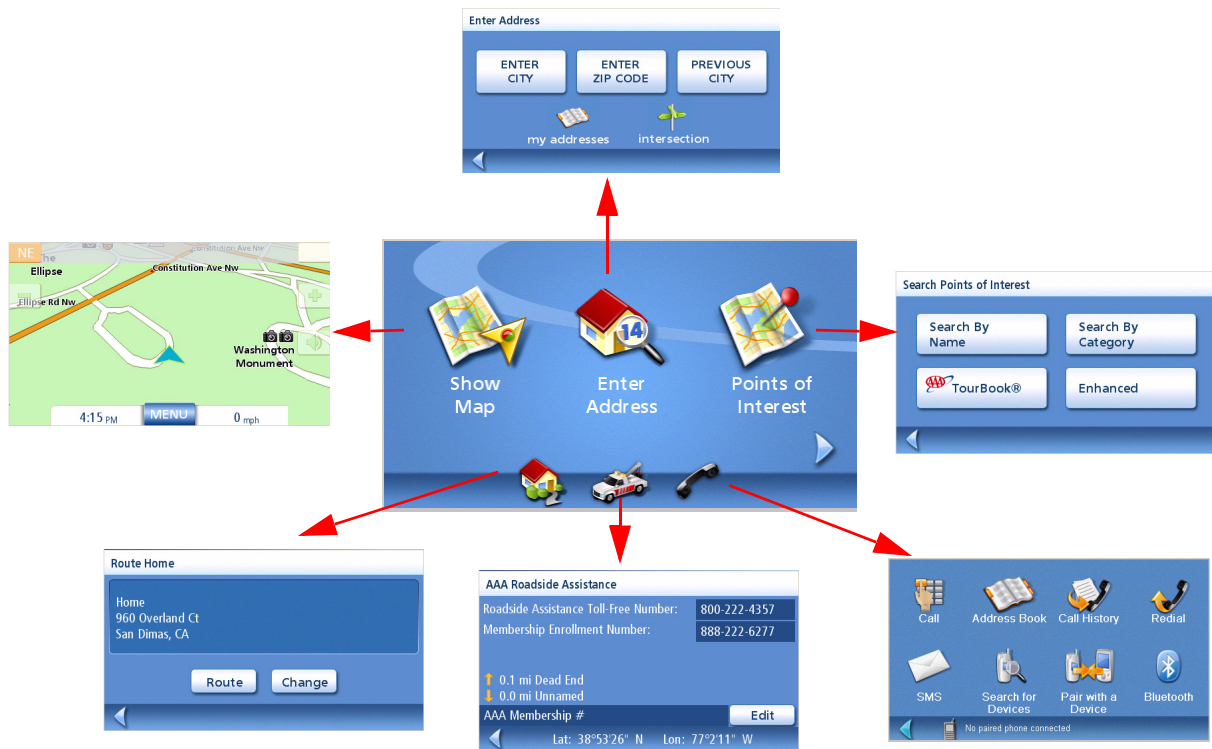 Enter Address
ENTER CITY
ENTER ZIP CODE
PREVIOUS CITY
my addresses
intersection
NE
The
Ellipse
Constitution Ave Nw
Constitution Ave Nw
Ellipse Rd Nw
Washington
Monument
4:15 PM
MENU
0 mph
Show
Map
14
Enter
Address
Points of
Interest
Search Points of Interest
Search By
Name
Search By
Category
AAA TourBook®
Enhanced
Route Home
Home
960 Overland Ct
San Dimas, CA
Route
Change
AAA Roadside Assistance
Roadside Assistance Toll-Free Number: 800-222-4357
Membership Enrollment Number: 888-222-6277
0.1 mi Dead End
0.0 mi Unnamed
AAA Membership #
Edit
Lat: 38°53'26" N Lon: 77°2'11" W
Call
Address Book
Call History
Redial
SMS
Search for
Devices
Pair with a
Device
Bluetooth
No paired phone connected